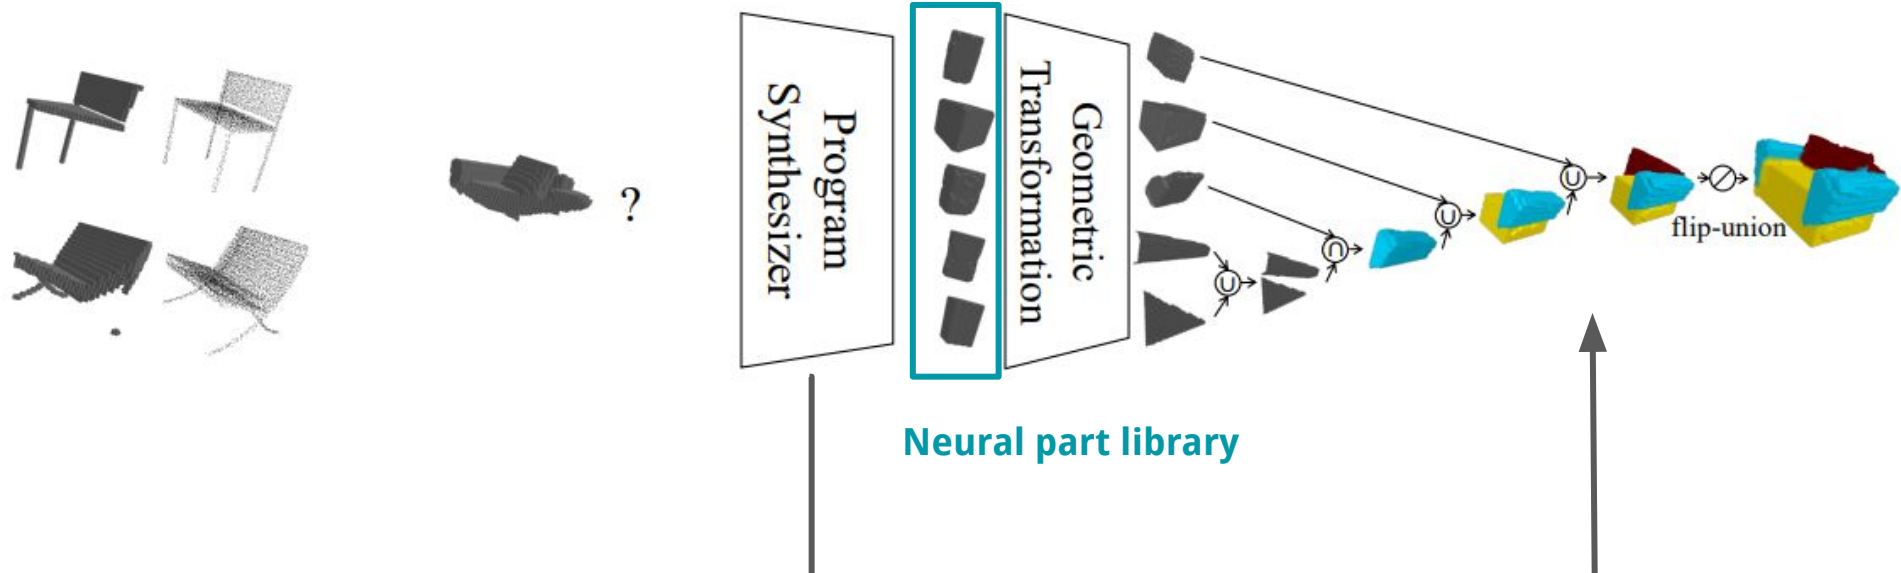 ?
Program
Synthesizer
Geometric
Transformation
∪
∩
∪
∪
flip-union
Neural part library